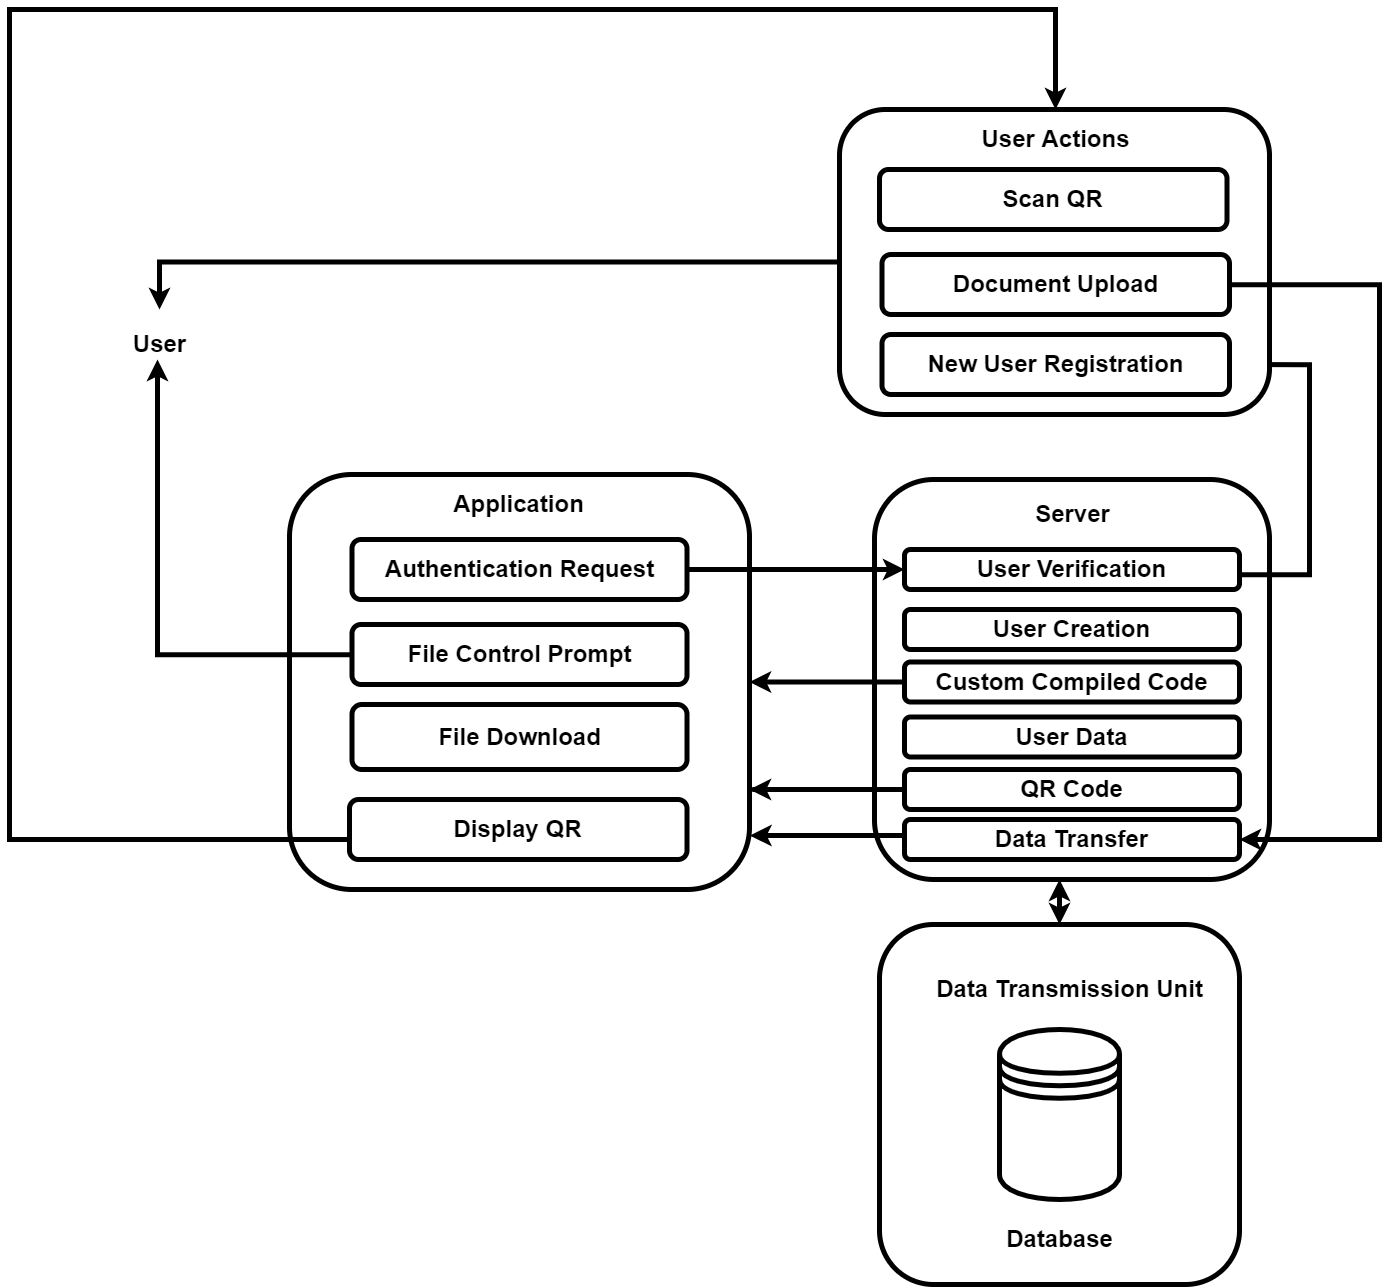 User Actions
Scan QR
Document Upload
New User Registration
User
Application
Authentication Request
File Control Prompt
File Download
Display QR
Server
User Verification
User Creation
Custom Compiled Code
User Data
QR Code
Data Transfer
Data Transmission Unit
Database